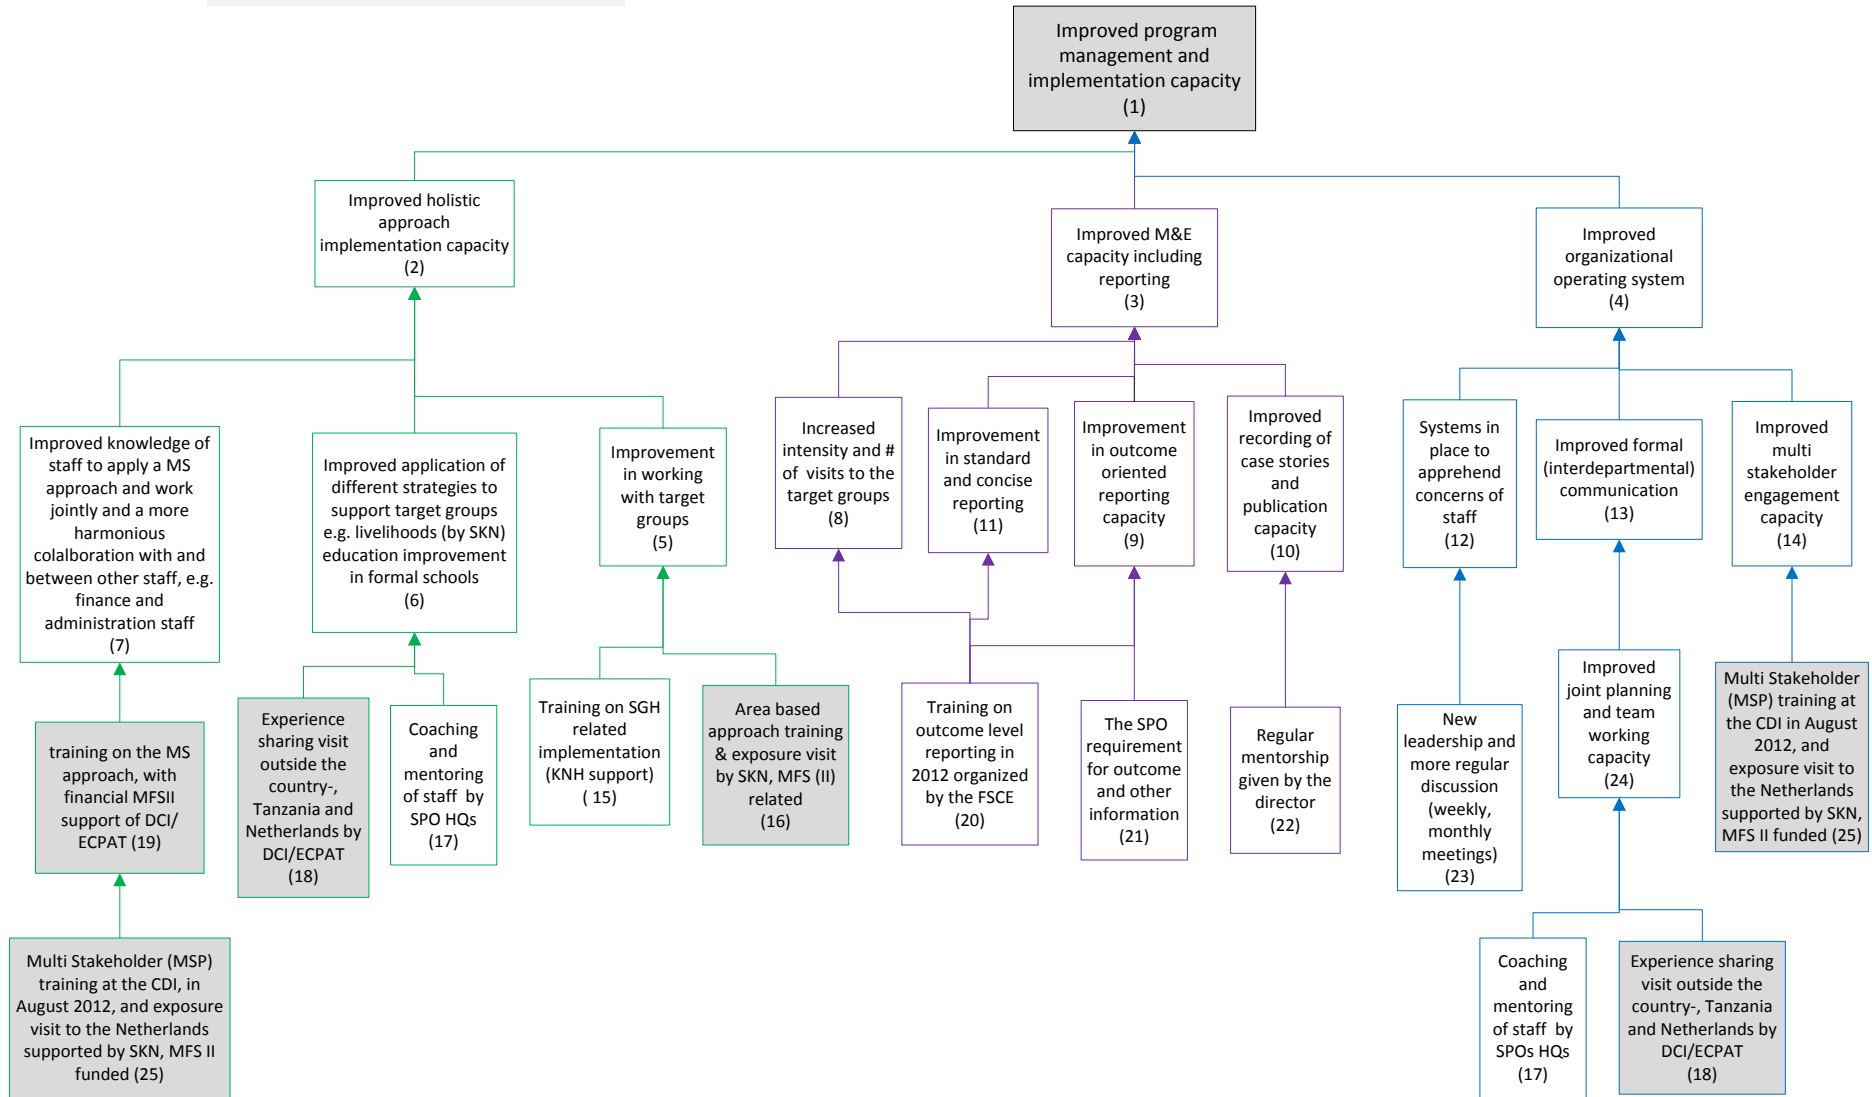 Improved program
management and
implementation capacity
(1)
Improved holistic
approach
implementation capacity
(2)
Improved M&E
capacity including
reporting
(3)
Improved
organizational
operating system
(4)
Improved knowledge of
staff to apply a MS
approach and work
jointly and a more
harmonious
colalboration with and
between other staff, e.g.
finance and
administration staff
(7)
Improved application of
different strategies to
support target groups
e.g. livelihoods (by SKN)
education improvement
in formal schools
(6)
Improvement
in working
with target
groups
(5)
Increased
intensity and #
of visits to the
target groups
(8)
Improvement
in standard
and concise
reporting
(11)
Improvement
in outcome
oriented
reporting
capacity
(9)
Improved
recording of
case stories
and
publication
capacity
(10)
Systems in
place to
apprehend
concerns of
staff
(12)
Improved formal
(interdepartmental)
communication
(13)
Improved
multi
stakeholder
engagement
capacity
(14)
training on the MS
approach, with
financial MFSII
support of DCI/
ECPAT (19)
Experience
sharing visit
outside the
country-,
Tanzania and
Netherlands by
DCI/ECPAT
(18)
Coaching
and
mentoring
of staff  by
SPO HQs
(17)
Training on SGH
related
implementation
(KNH support)
( 15)
Area based
approach training
& exposure visit
by SKN, MFS (II)
related
(16)
Training on
outcome level
reporting in
2012 organized
by the FSCE
(20)
The SPO
requirement
for outcome
and other
information
(21)
Regular
mentorship
given by the
director
(22)
New
leadership and
more regular
discussion
(weekly,
monthly
meetings)
(23)
Improved
joint planning
and team
working
capacity
(24)
Multi Stakeholder
(MSP) training at
the CDI in August
2012, and
exposure visit to
the Netherlands
supported by SKN,
MFS II funded (25)
Multi Stakeholder (MSP)
training at the CDI, in
August 2012, and exposure
visit to the Netherlands
supported by SKN, MFS II
funded (25)
Coaching
and
mentoring
of staff  by
SPOs HQs
(17)
Experience sharing
visit outside the
country-, Tanzania
and Netherlands by
DCI/ECPAT
(18)